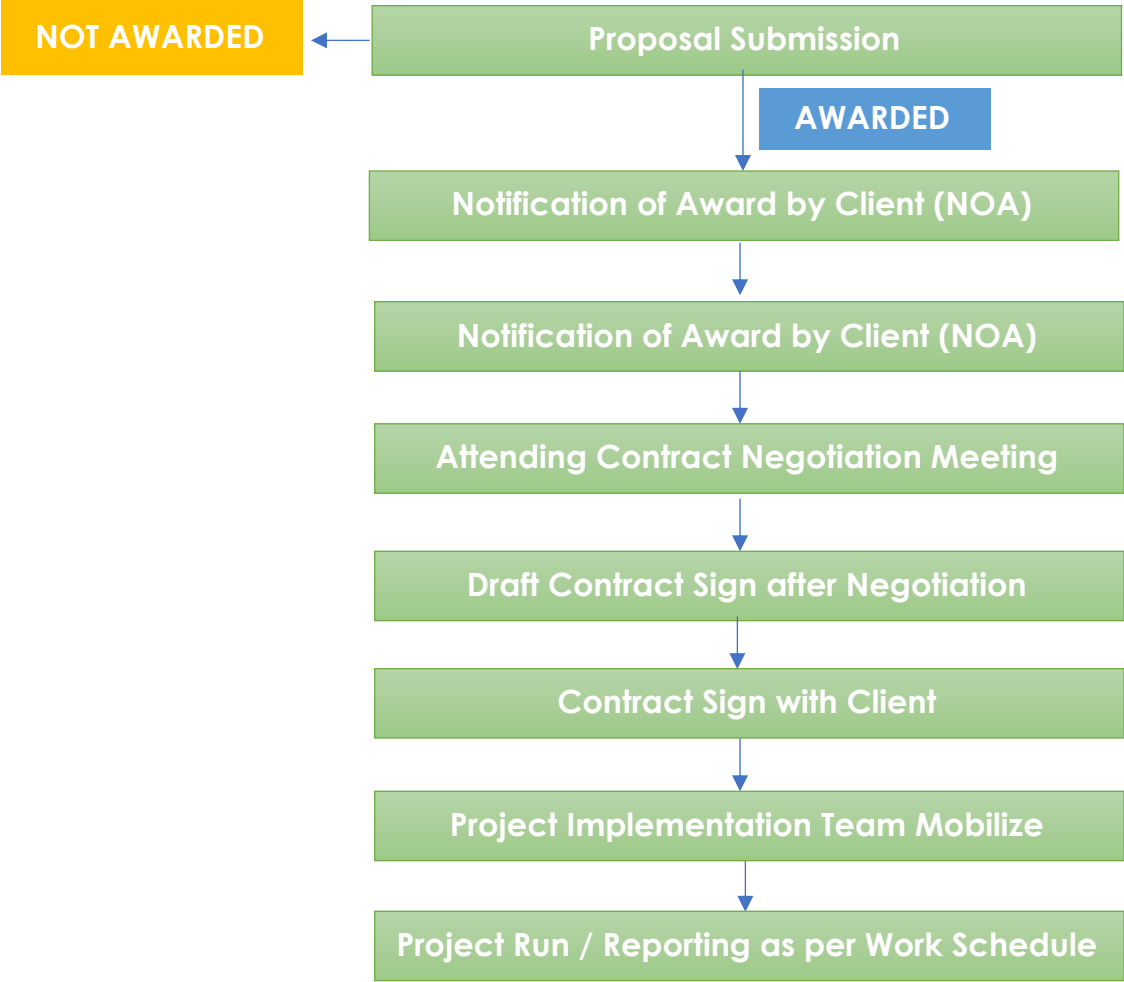 NOT AWARDED
Proposal Submission
AWARDED
Notification of Award by Client (NOA)
Notification of Award by Client (NOA)
Attending Contract Negotiation Meeting
Draft Contract Sign after Negotiation
Contract Sign with Client
Project Implementation Team Mobilize
Project Run / Reporting as per Work Schedule